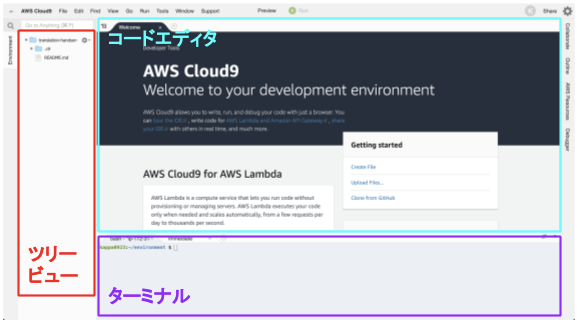 AWS Cloud9 File Edit Find View Go Run Tools Window Support Preview Run Share
Go to Anything (⌘ P)
Welcome
コードエディタ
Developer Tools
.c9
README.md
Environment
Collaborate
Outline
AWS Resources
Debugger
AWS Cloud9
Welcome to your development environment
AWS Cloud9 allows you to write, run, and debug your code with just a browser. You
can tour the IDE, write code for AWS Lambda and Amazon API Gateway, share
your IDE with others in real time, and much more.
Getting started
Create File
Upload Files...
Clone from GitHub
AWS Cloud9 for AWS Lambda
AWS Lambda is a compute service that lets you run code without
provisioning or managing servers. AWS Lambda executes your code
only when needed and scales automatically, from a few requests per
day to thousands per second.
ツリー
ビュー
Immediate
:~/environment $
ターミナル